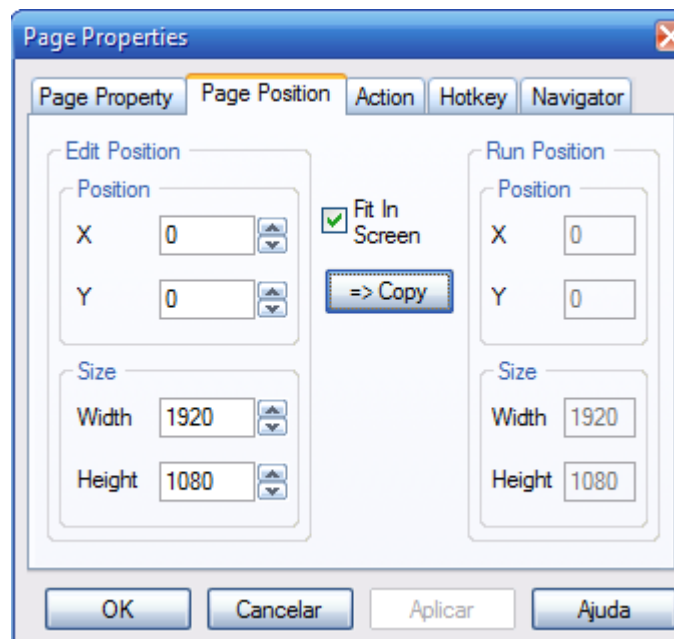 Page Properties
Page Property Page Position Action Hotkey Navigator
Edit Position
Position
X 0
Y 0
Size
Width 1920
Height 1080
Fit In
Screen
=> Copy
Run Position
Position
X 0
Y 0
Size
Width 1920
Height 1080
OK Cancelar Aplicar Ajuda